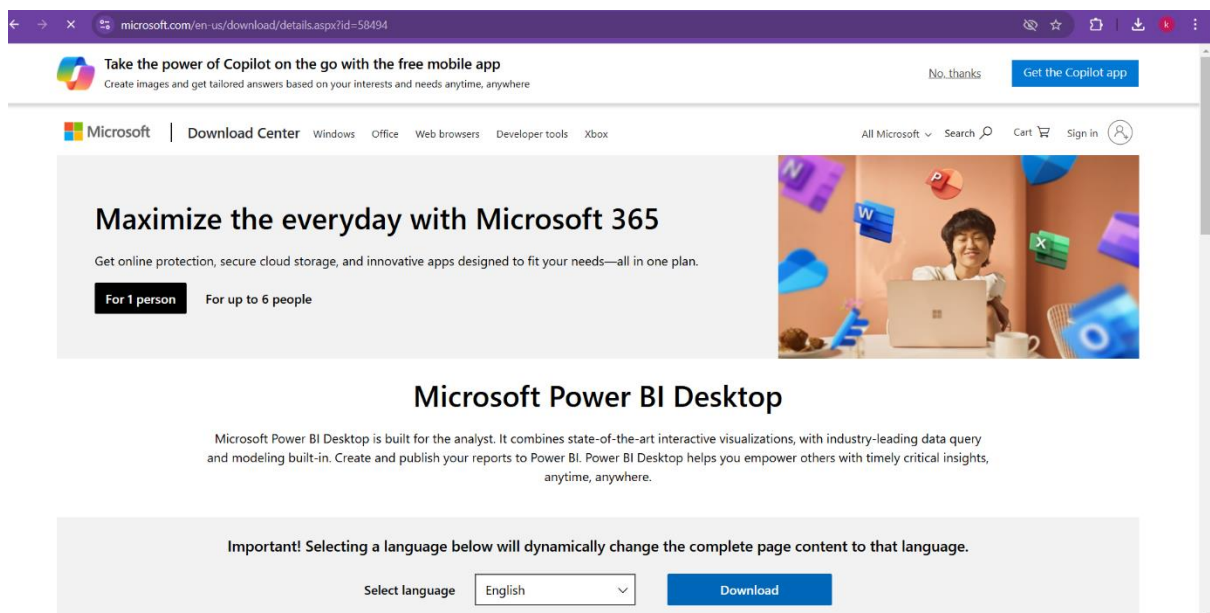 microsoft.com/en-us/download/details.aspx?id=58494
k
Take the power of Copilot on the go with the free mobile app
Create images and get tailored answers based on your interests and needs anytime, anywhere
No, thanks
Get the Copilot app
Microsoft
Download Center Windows Office Web browsers Developer tools Xbox
All Microsoft Search Cart Sign in
Maximize the everyday with Microsoft 365
Get online protection, secure cloud storage, and innovative apps designed to fit your needs—all in one plan.
For 1 person For up to 6 people
N
P
W
X
O
Microsoft Power BI Desktop
Microsoft Power BI Desktop is built for the analyst. It combines state-of-the-art interactive visualizations, with industry-leading data query
and modeling built-in. Create and publish your reports to Power BI. Power BI Desktop helps you empower others with timely critical insights,
anytime, anywhere.
Important! Selecting a language below will dynamically change the complete page content to that language.
Select language English Download